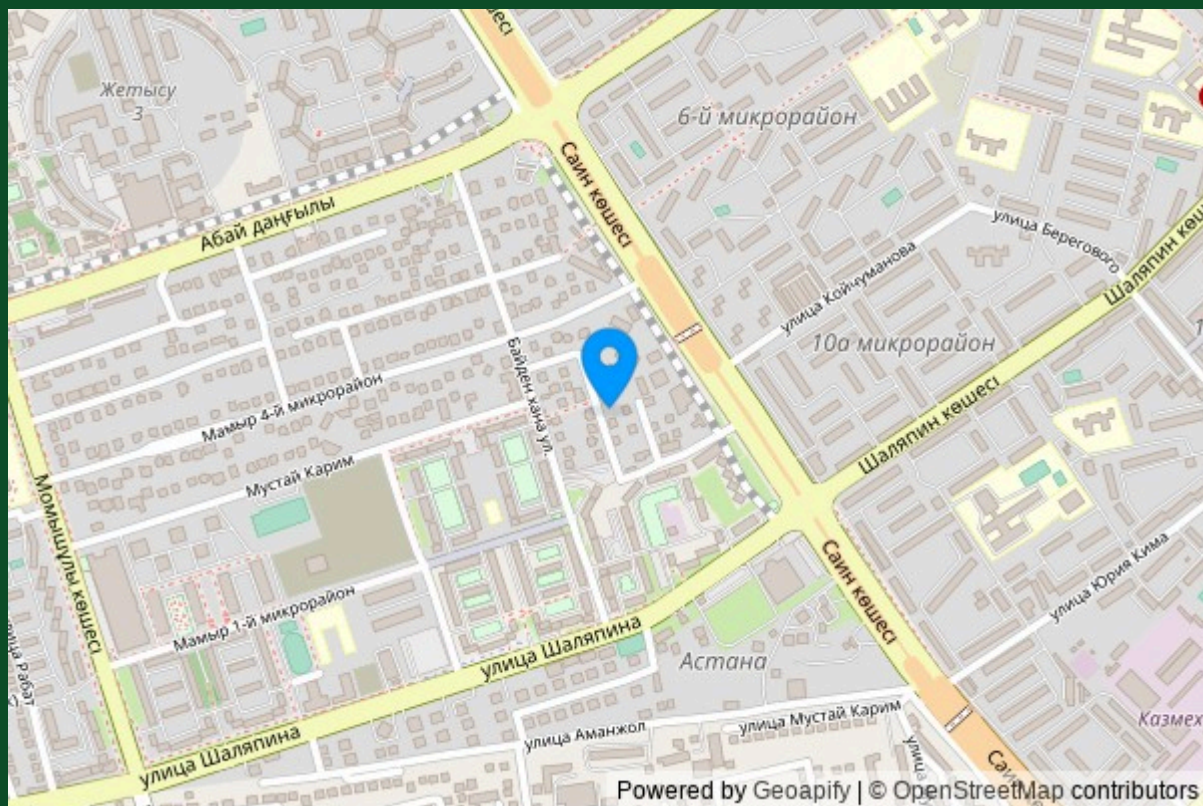 Жетысу
3
6-й микрорайон
Саин көшесі
Абай даңғылы
улица Берегового
Шаляпин көшесі
улица Койчуманова
10а микрорайон
Байден хана ул.
Мамыр 4-й микрорайон
Шаляпин көшесі
Мустай Карим
Момышұлы көшесі
Саин көшесі
улица Юрия Кима
Мамыр 1-й микрорайон
улица Шаляпина
Астана
улица Мустай Карим
улица Аманжол
улица Шаляпина
Powered by Geoapify | © OpenStreetMap contributors